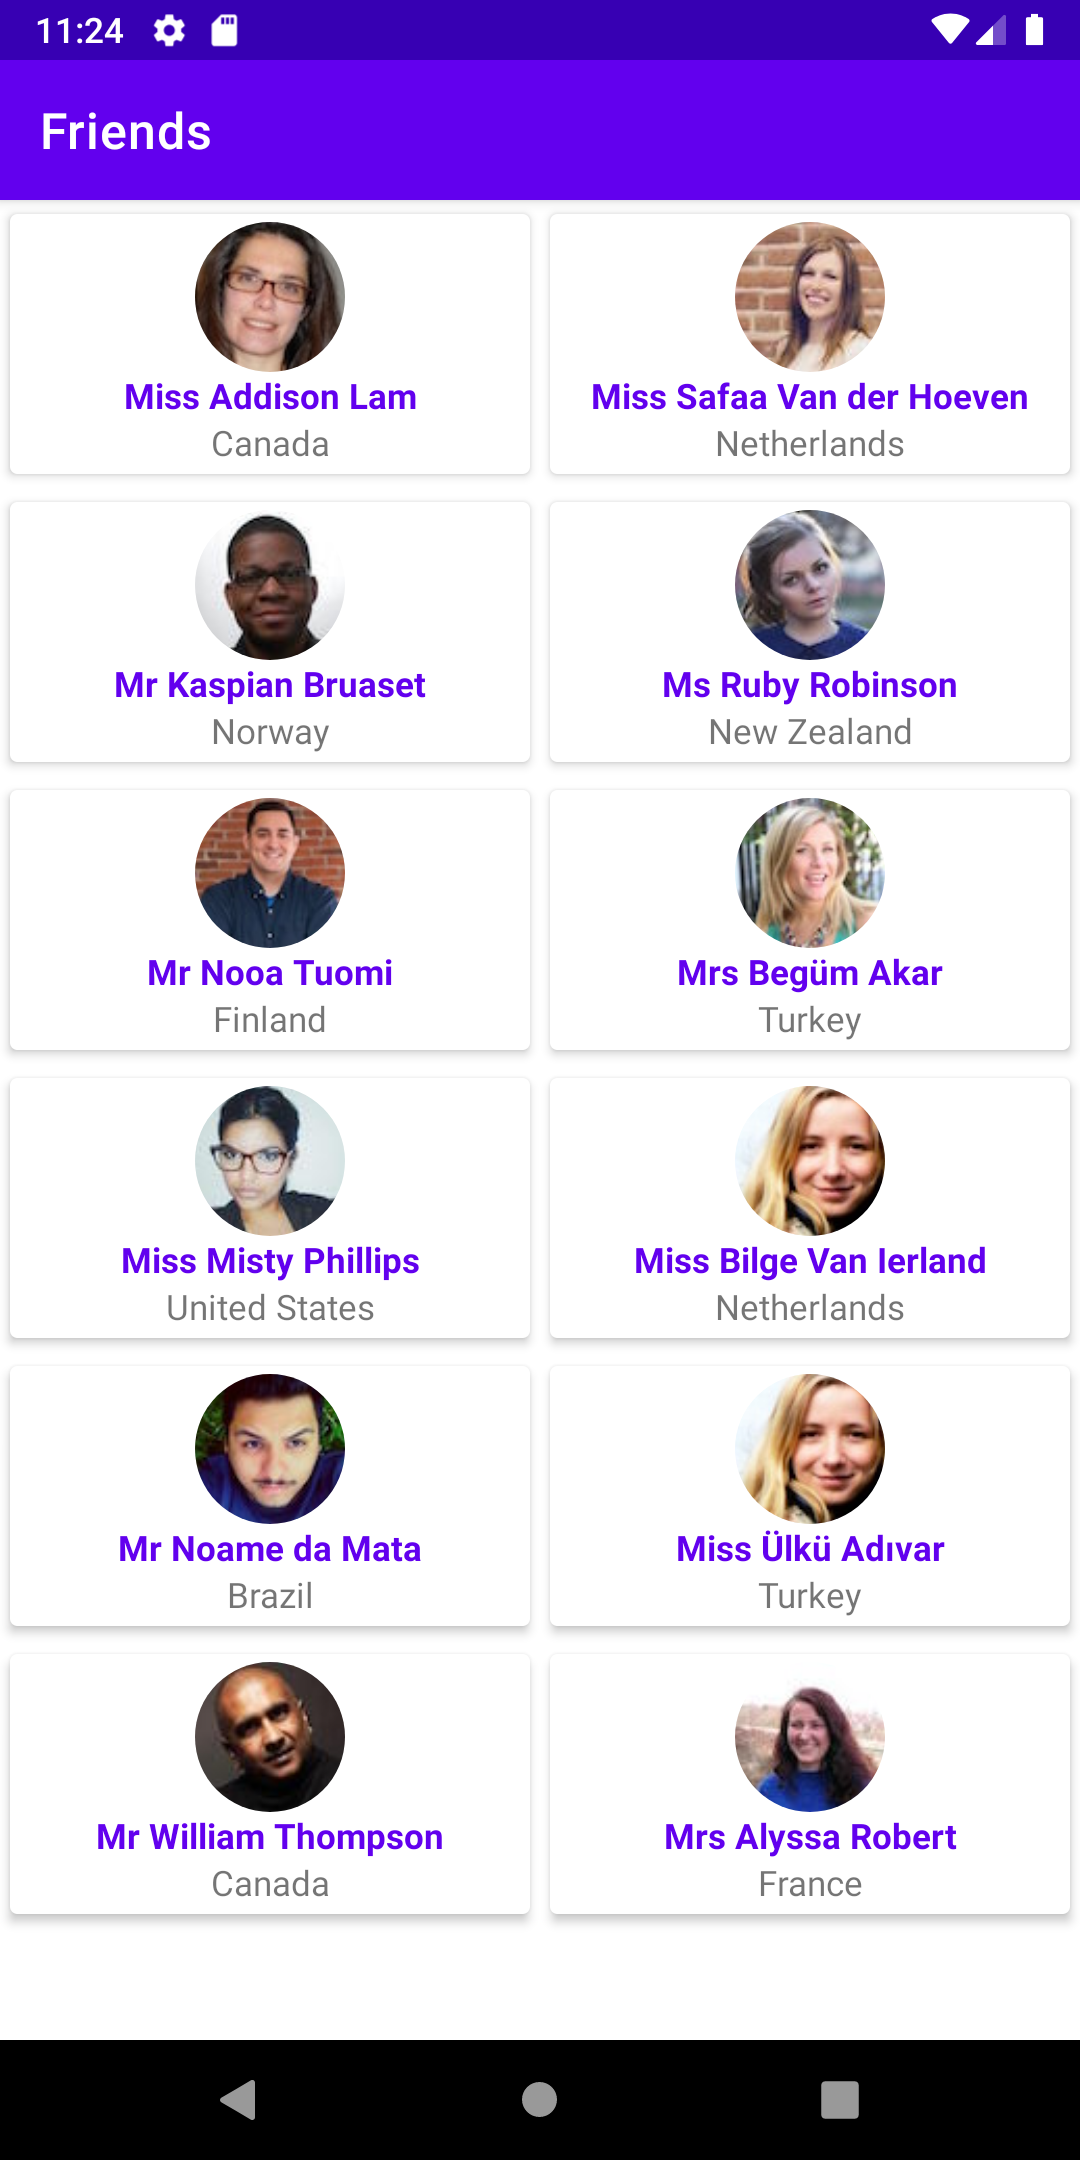 11:24
Friends
Miss Addison Lam
Canada
Miss Safaa Van der Hoeven
Netherlands
Mr Kaspian Bruaset
Norway
Ms Ruby Robinson
New Zealand
Mr Nooa Tuomi
Finland
Mrs Begüm Akar
Turkey
Miss Misty Phillips
United States
Miss Bilge Van Ierland
Netherlands
Mr Noame da Mata
Brazil
Miss Ülkü Adıvar
Turkey
Mr William Thompson
Canada
Mrs Alyssa Robert
France